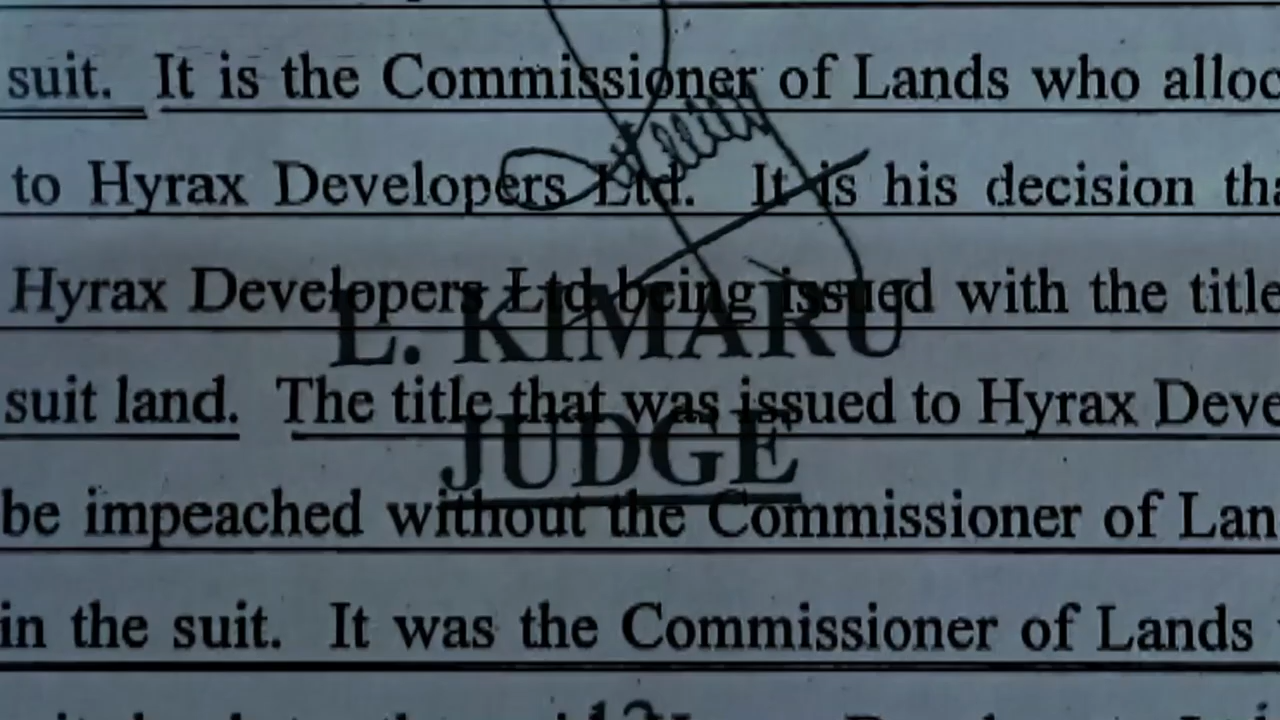 suit. It is the Commissioner of Lands who alloc
to Hyrax Developers Ltd. It is his decision tha
Hyrax Developers Ltd being issued with the title
L. KIMARU
suit land. The title that was issued to Hyrax Deve
JUDGE
be impeached without the Commissioner of Lan
in the suit. It was the Commissioner of Lands